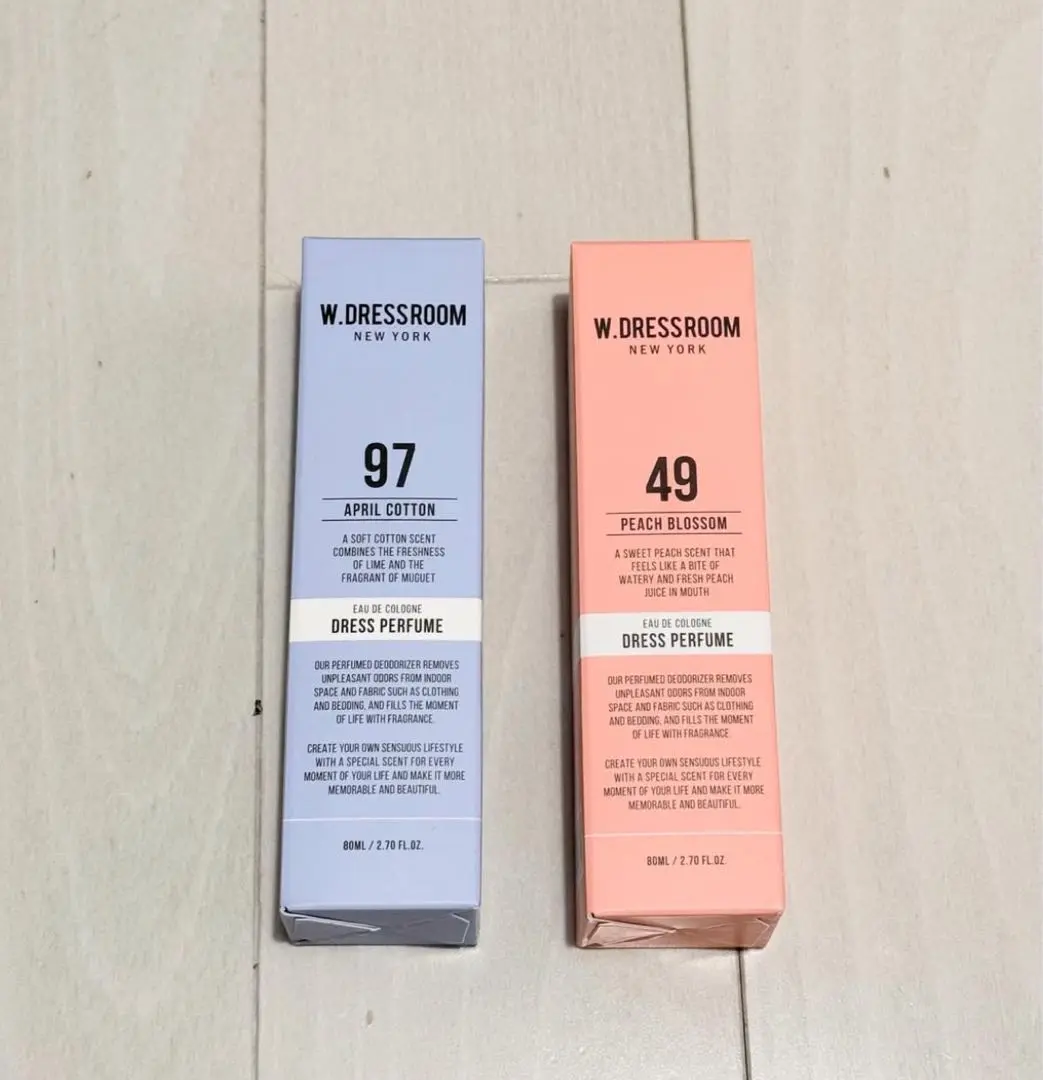 W.DRESSROOM
NEW YORK
97
APRIL COTTON
A SOFT COTTON SCENT
COMBINES THE FRESHNESS
OF LIME AND THE
FRAGRANT OF MUGUET
EAU DE COLOGNE
DRESS PERFUME
OUR PERFUMED DEODORIZER REMOVES
UNPLEASANT ODORS FROM INDOOR
SPACE AND FABRIC SUCH AS CLOTHING
AND BEDDING, AND FILLS THE MOMENT
OF LIFE WITH FRAGRANCE.
CREATE YOUR OWN SENSUOUS LIFESTYLE
WITH A SPECIAL SCENT FOR EVERY
MOMENT OF YOUR LIFE AND MAKE IT MORE
MEMORABLE AND BEAUTIFUL.
80ML / 2.70 FL.OZ.
W.DRESSROOM
NEW YORK
49
PEACH BLOSSOM
A SWEET PEACH SCENT THAT
FEELS LIKE A BITE OF
WATERY AND FRESH PEACH
JUICE IN MOUTH
EAU DE COLOGNE
DRESS PERFUME
OUR PERFUMED DEODORIZER REMOVES
UNPLEASANT ODORS FROM INDOOR
SPACE AND FABRIC SUCH AS CLOTHING
AND BEDDING, AND FILLS THE MOMENT
OF LIFE WITH FRAGRANCE.
CREATE YOUR OWN SENSUOUS LIFESTYLE
WITH A SPECIAL SCENT FOR EVERY
MOMENT OF YOUR LIFE AND MAKE IT MORE
MEMORABLE AND BEAUTIFUL.
80ML / 2.70 FL.OZ.